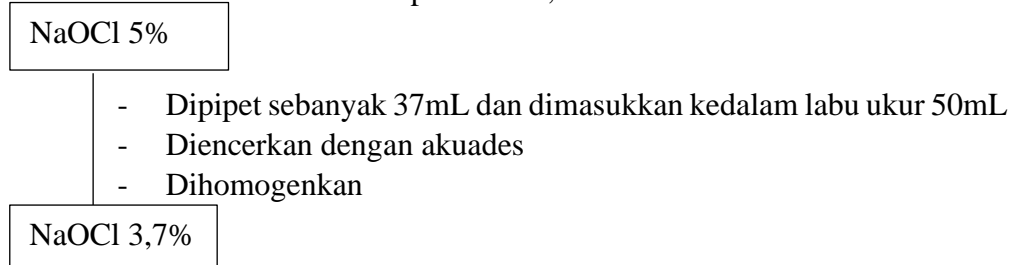 NaOCl 5%
- Dipipet sebanyak 37mL dan dimasukkan kedalam labu ukur 50mL
- Diencerkan dengan akuades
- Dihomogenkan
NaOCl 3,7%